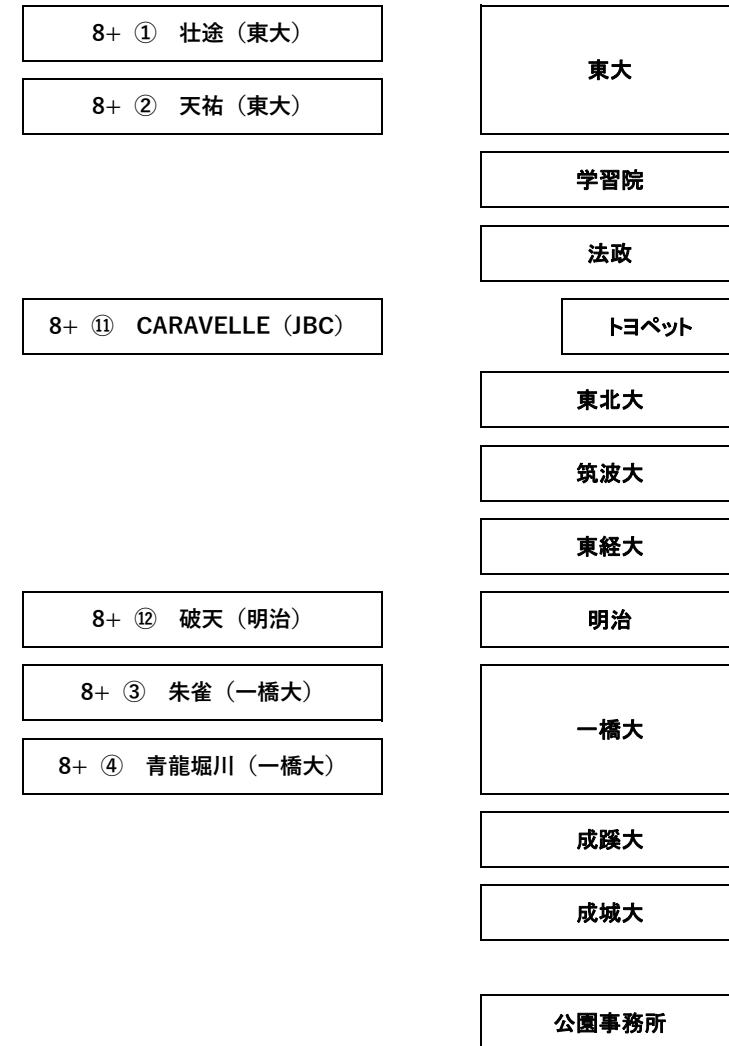 8+ ① 壮途（東大）
東大
8+ ② 天祐（東大）
学習院
法政
8+ ⑪ CARAVELLE（JBC）
トヨペット
東北大
筑波大
東経大
8+ ⑫ 破天（明治）
明治
8+ ③ 朱雀（一橋大）
一橋大
8+ ④ 青龍堀川（一橋大）
成蹊大
成城大
公園事務所